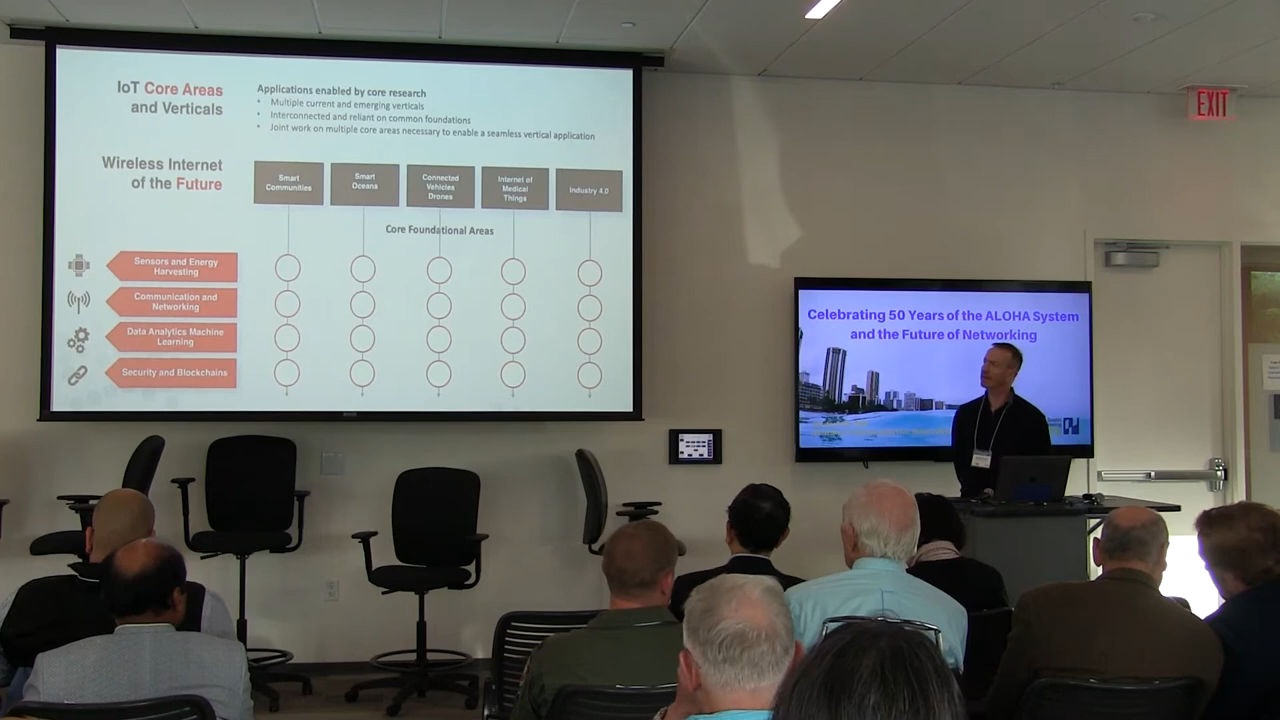 IoT Core Areas
and Verticals
Applications enabled by core research
• Multiple current and emerging verticals
• Interconnected and reliant on common foundations
• Joint work on multiple core areas necessary to enable a seamless vertical application
Wireless Internet
of the Future
Smart
Communities
Smart
Oceans
Connected
Vehicles
Drones
Internet of
Medical
Things
Industry 4.0
Core Foundational Areas
Sensors and Energy
Harvesting
Communication and
Networking
Data Analytics Machine
Learning
Security and Blockchains
EXIT
Celebrating 50 Years of the ALOHA System
and the Future of Networking